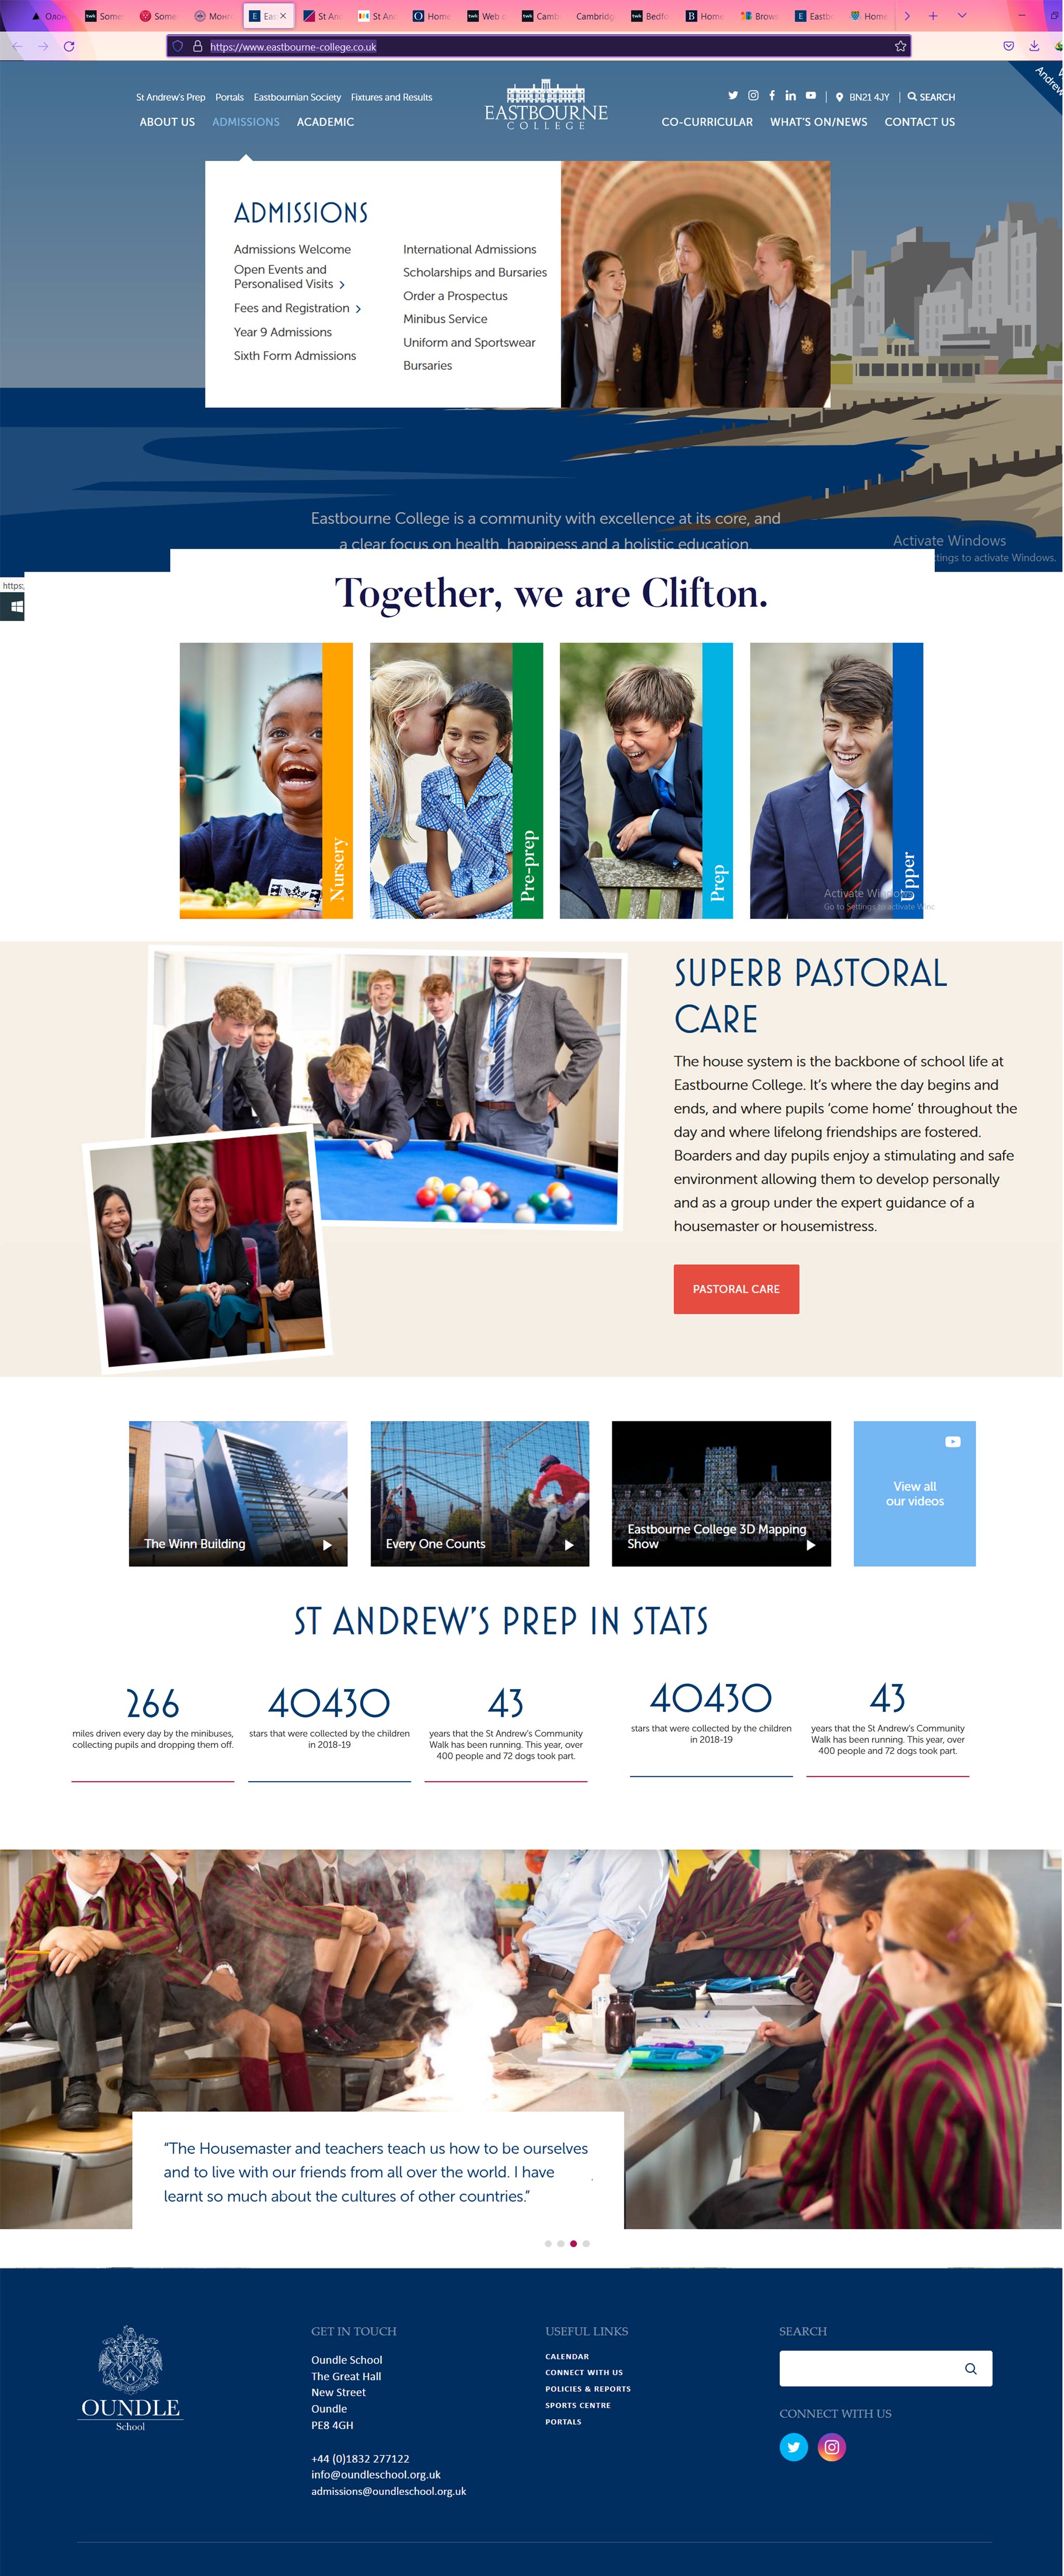 Some
Some
Eas
St And
St And
Home
Web
Camb
Cambridg
Bedfo
Home
Brows
Eastb
Home
https://www.eastbourne-college.co.uk
St Andrew's Prep Portals Eastbournian Society Fixtures and Results
BN21 4JY SEARCH
ABOUT US ADMISSIONS ACADEMIC
EASTBOURNE
COLLEGE
CO-CURRICULAR WHAT'S ON/NEWS CONTACT US
ADMISSIONS
Admissions Welcome
Open Events and
Personalised Visits
Fees and Registration
Year 9 Admissions
Sixth Form Admissions
International Admissions
Scholarships and Bursaries
Order a Prospectus
Minibus Service
Uniform and Sportswear
Bursaries
Eastbourne College is a community with excellence at its core, and
a clear focus on health, happiness and a holistic education.
Activate Windows
ttings to activate Windows.
https:
Together, we are Clifton.
Nursery
Pre-prep
Prep
Upper
Activate Windows
Go to Settings to activate Winc
SUPERB PASTORAL
CARE
The house system is the backbone of school life at
Eastbourne College. It's where the day begins and
ends, and where pupils 'come home' throughout the
day and where lifelong friendships are fostered.
Boarders and day pupils enjoy a stimulating and safe
environment allowing them to develop personally
and as a group under the expert guidance of a
housemaster or housemistress.
PASTORAL CARE
The Winn Building
Every One Counts
Eastbourne College 3D Mapping
Show
View all
our videos
ST ANDREW'S PREP IN STATS
266
miles driven every day by the minibuses,
collecting pupils and dropping them off.
40430
stars that were collected by the children
in 2018-19
43
years that the St Andrew's Community
Walk has been running. This year, over
400 people and 72 dogs took part.
40430
stars that were collected by the children
in 2018-19
43
years that the St Andrew's Community
Walk has been running. This year, over
400 people and 72 dogs took part.
"The Housemaster and teachers teach us how to be ourselves
and to live with our friends from all over the world. I have
learnt so much about the cultures of other countries."
OUNDLE
School
GET IN TOUCH
Oundle School
The Great Hall
New Street
Oundle
PE8 4GH
+44 (0)1832 277122
info@oundleschool.org.uk
admissions@oundleschool.org.uk
USEFUL LINKS
CALENDAR
CONNECT WITH US
POLICIES & REPORTS
SPORTS CENTRE
PORTALS
SEARCH
CONNECT WITH US